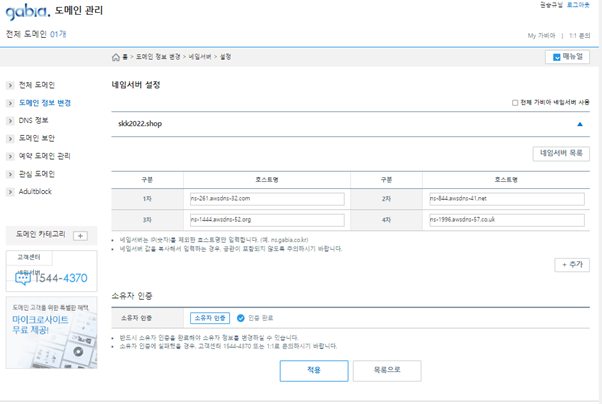 gabia. 도메인 관리
권승규님 로그아웃
전체 도메인 01개
My 가비아 | 1:1 문의
홈 > 도메인 정보 변경 > 네임서버 > 설정
매뉴얼
전체 도메인
도메인 정보 변경
DNS 정보
도메인 보안
예약 도메인 관리
관심 도메인
Adultblock
도메인 카테고리 +
고객센터
네임서버
1544-4370
도메인 고객을 위한 특별한 혜택,
마이크로사이트
무료 제공!
네임서버 설정
전체 가비아 네임서버 사용
skk2022.shop
네임서버 목록
구분 호스트명 구분 호스트명
1차 ns-261.awsdns-32.com 2차 ns-844.awsdns-41.net
3차 ns-1444.awsdns-52.org 4차 ns-1996.awsdns-57.co.uk
네임서버는 IP(숫자)를 제외한 호스트명만 입력합니다. (예. ns.gabia.co.kr)
네임서버 값을 복사해서 입력하는 경우, 공란이 포함되지 않도록 주의하시기 바랍니다.
+ 추가
소유자 인증
소유자 인증 소유자 인증 인증 완료
반드시 소유자 인증을 완료해야 소유자 정보를 변경하실 수 있습니다.
소유자 인증에 실패했을 경우, 고객센터 1544-4370 또는 1:1로 문의하시기 바랍니다.
적용 목록으로